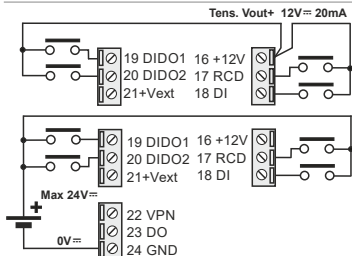 Tens. Vout+ 12V⎓ 20mA
19 DIDO1 16 +12V
20 DIDO2 17 RCD
21+Vext 18 DI
19 DIDO1 16 +12V
20 DIDO2 17 RCD
21+Vext 18 DI
Max 24V⎓
+
22 VPN
23 DO
0V⎓ 24 GND